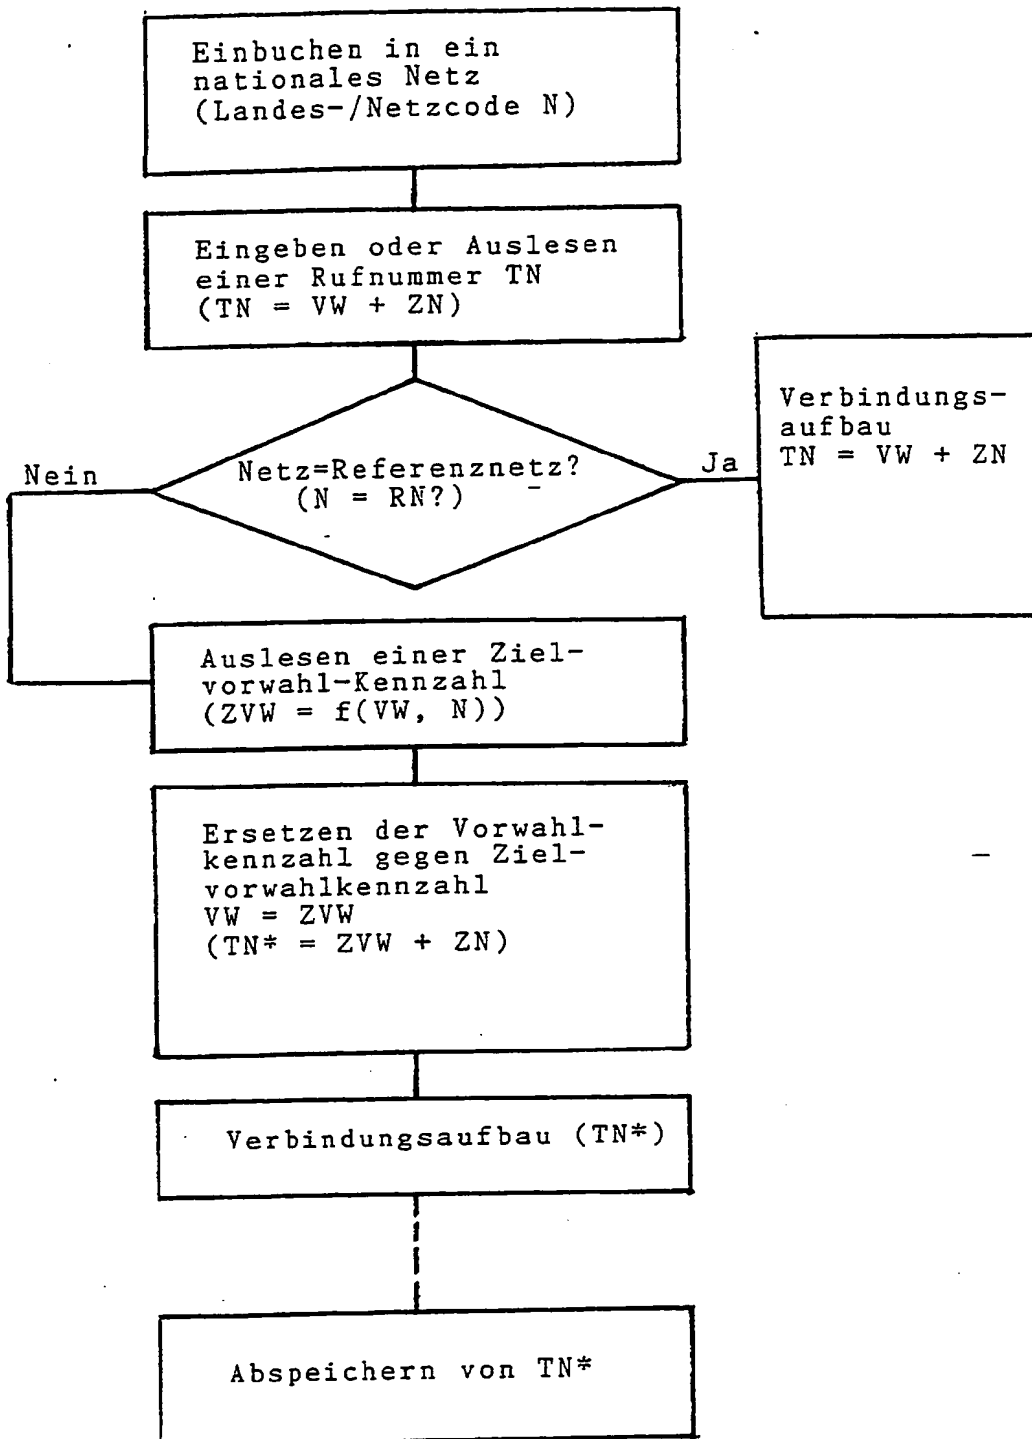 Einbuchen in ein
nationales Netz
(Landes-/Netzcode N)
Eingeben oder Auslesen
einer Rufnummer TN
(TN = VW + ZN)
Netz=Referenznetz?
(N = RN?)
Nein
Ja
Verbindungs-
aufbau
TN = VW + ZN
Auslesen einer Ziel-
vorwahl-Kennzahl
(ZVW = f(VW, N))
Ersetzen der Vorwahl-
kennzahl gegen Ziel-
vorwahlkennzahl
VW = ZVW
(TN* = ZVW + ZN)
Verbindungsaufbau (TN*)
Abspeichern von TN*